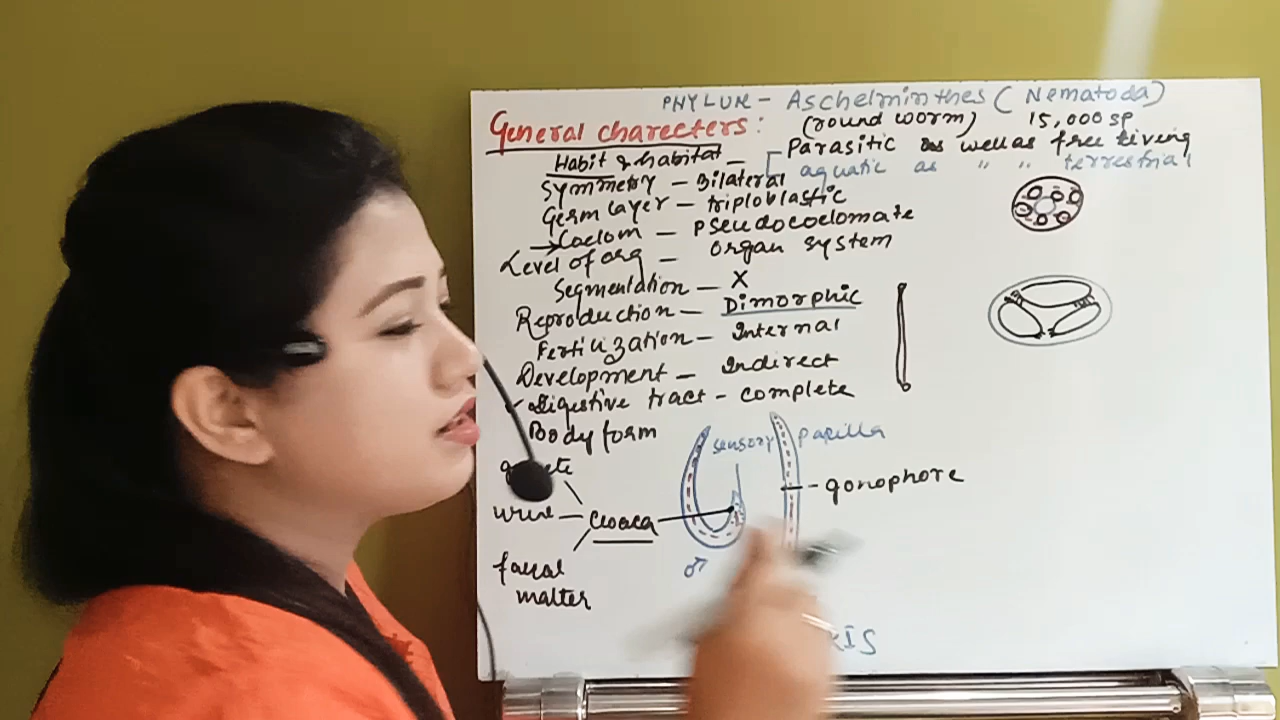 PHYLUM - Aschelminthes (Nematoda)
General charecters: (round worm) 15,000 sp
Habit & habitat - Parasitic as well as free living
aquatic as " " terrestrial
Symmetry - Bilateral
Germ layer - triploblastic
→ Coelom - pseudocoelomate
Level of org - organ system
Segmentation - X
Reproduction - Dimorphic
Fertilization - Internal
Development - Indirect
✓ Digestive tract - complete
Body form
sensory papilla
- gonophore
urine - cloaca
faecal
matter
♂